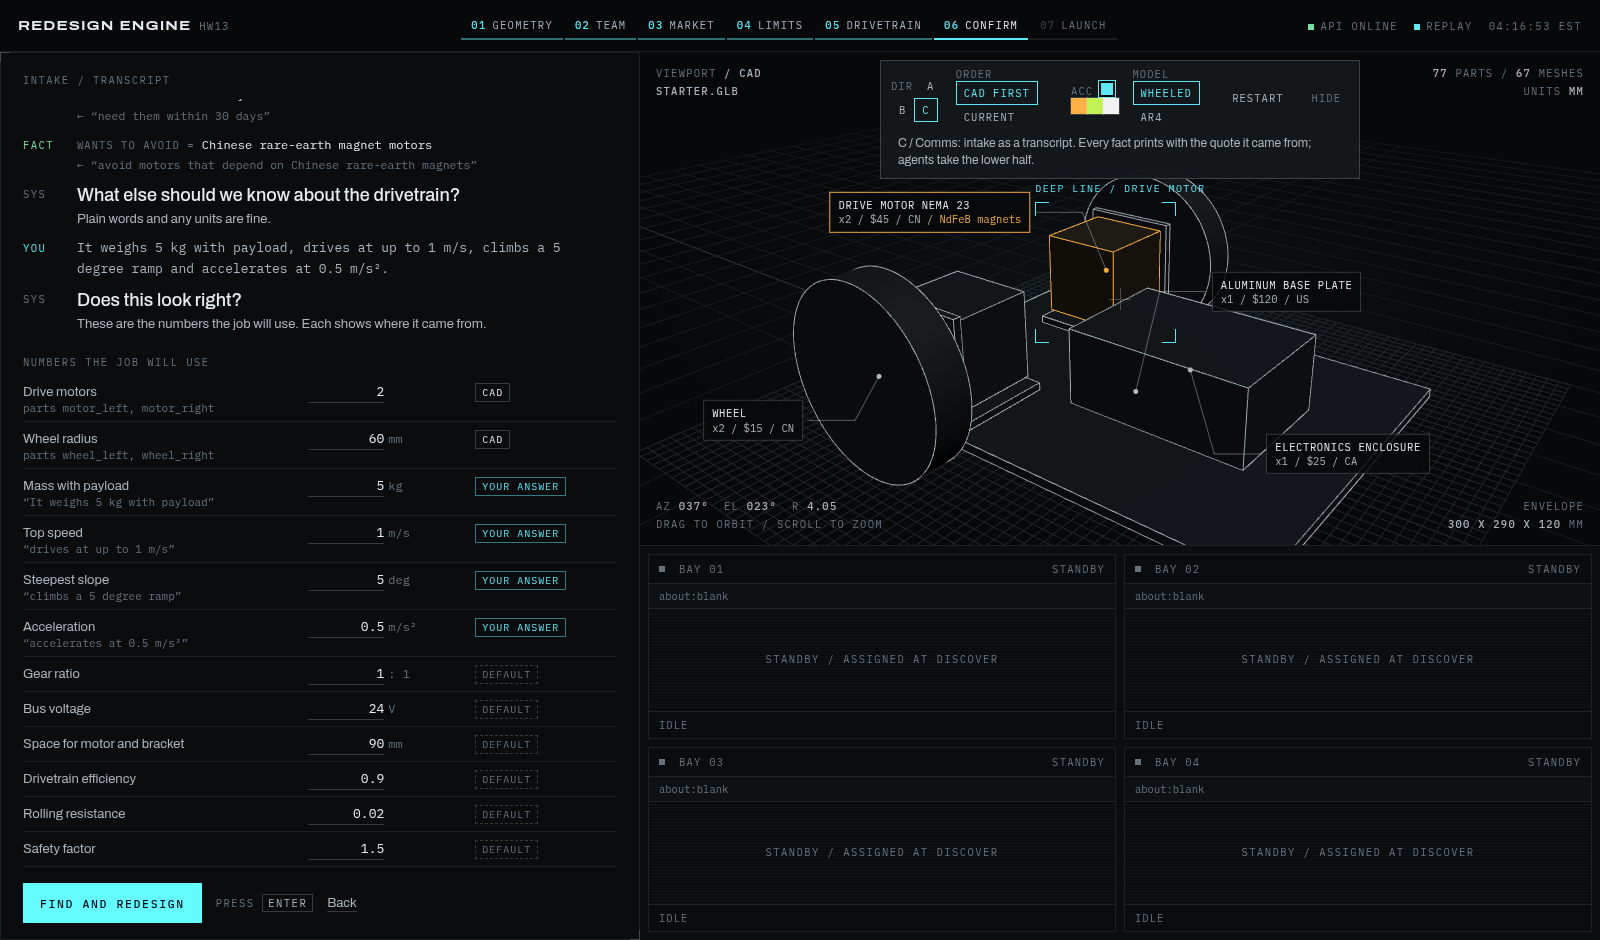 REDESIGN ENGINE HW13
01 GEOMETRY 02 TEAM 03 MARKET 04 LIMITS 05 DRIVETRAIN 06 CONFIRM 07 LAUNCH
API ONLINE REPLAY 04:16:53 EST
INTAKE / TRANSCRIPT
← “need them within 30 days”
FACT WANTS TO AVOID = Chinese rare-earth magnet motors
← “avoid motors that depend on Chinese rare-earth magnets”
SYS What else should we know about the drivetrain?
Plain words and any units are fine.
YOU It weighs 5 kg with payload, drives at up to 1 m/s, climbs a 5
degree ramp and accelerates at 0.5 m/s².
SYS Does this look right?
These are the numbers the job will use. Each shows where it came from.
NUMBERS THE JOB WILL USE
Drive motors 2 CAD
parts motor_left, motor_right
Wheel radius 60 mm CAD
parts wheel_left, wheel_right
Mass with payload 5 kg YOUR ANSWER
“It weighs 5 kg with payload”
Top speed 1 m/s YOUR ANSWER
“drives at up to 1 m/s”
Steepest slope 5 deg YOUR ANSWER
“climbs a 5 degree ramp”
Acceleration 0.5 m/s² YOUR ANSWER
“accelerates at 0.5 m/s²”
Gear ratio 1 : 1 DEFAULT
Bus voltage 24 V DEFAULT
Space for motor and bracket 90 mm DEFAULT
Drivetrain efficiency 0.9 DEFAULT
Rolling resistance 0.02 DEFAULT
Safety factor 1.5 DEFAULT
FIND AND REDESIGN PRESS ENTER Back
VIEWPORT / CAD
STARTER.GLB
DIR A B C
ORDER CAD FIRST CURRENT
ACC
MODEL WHEELED AR4
RESTART HIDE
C / Comms: intake as a transcript. Every fact prints with the quote it came from;
agents take the lower half.
77 PARTS / 67 MESHES
UNITS MM
DEEP LINE / DRIVE MOTOR
DRIVE MOTOR NEMA 23
x2 / $45 / CN / NdFeB magnets
ALUMINUM BASE PLATE
x1 / $120 / US
WHEEL
x2 / $15 / CN
ELECTRONICS ENCLOSURE
x1 / $25 / CA
AZ 037° EL 023° R 4.05
DRAG TO ORBIT / SCROLL TO ZOOM
ENVELOPE
300 X 290 X 120 MM
BAY 01 STANDBY
about:blank
STANDBY / ASSIGNED AT DISCOVER
IDLE
BAY 02 STANDBY
about:blank
STANDBY / ASSIGNED AT DISCOVER
IDLE
BAY 03 STANDBY
about:blank
STANDBY / ASSIGNED AT DISCOVER
IDLE
BAY 04 STANDBY
about:blank
STANDBY / ASSIGNED AT DISCOVER
IDLE